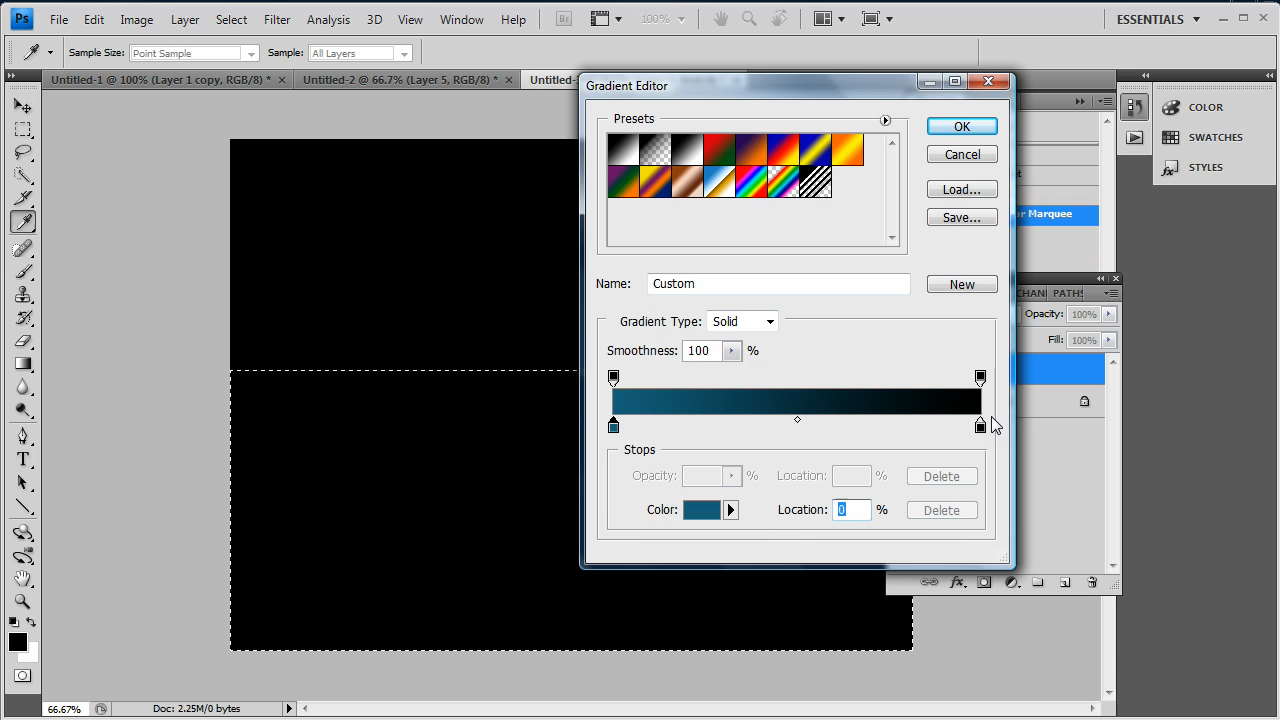 Ps File Edit Image Layer Select Filter Analysis 3D View Window Help Br 100% ESSENTIALS
Sample Size: Point Sample Sample: All Layers
Untitled-1 @ 100% (Layer 1 copy, RGB/8) * Untitled-2 @ 66.7% (Layer 5, RGB/8) *
Gradient Editor
Presets
OK
Cancel
Load...
Save...
Name: Custom New
Gradient Type: Solid
Smoothness: 100 %
Stops
Opacity: % Location: % Delete
Color: Location: 0 % Delete
COLOR
SWATCHES
STYLES
Marquee
PATHS
Opacity: 100%
Fill: 100%
fx
T
66.67% Doc: 2.25M/0 bytes